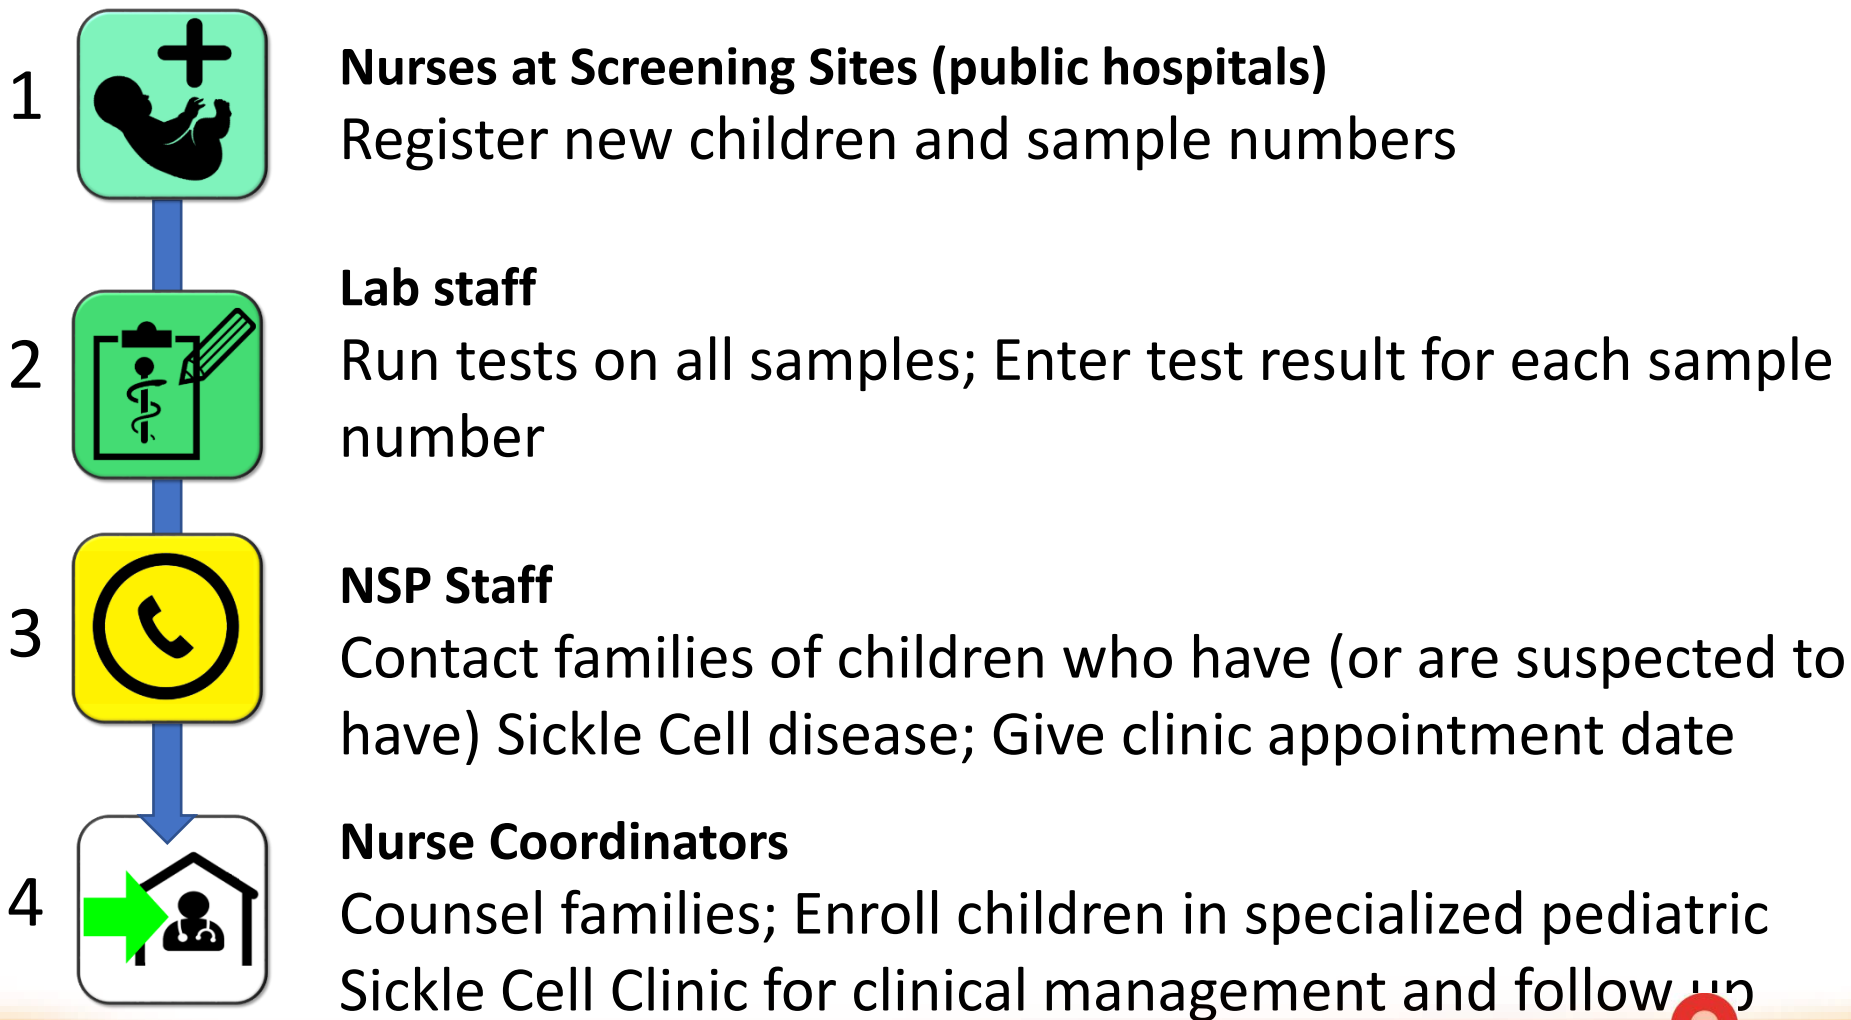 1
Nurses at Screening Sites (public hospitals)
Register new children and sample numbers
2
Lab staff
Run tests on all samples; Enter test result for each sample
number
3
NSP Staff
Contact families of children who have (or are suspected to
have) Sickle Cell disease; Give clinic appointment date
4
Nurse Coordinators
Counsel families; Enroll children in specialized pediatric
Sickle Cell Clinic for clinical management and follow up